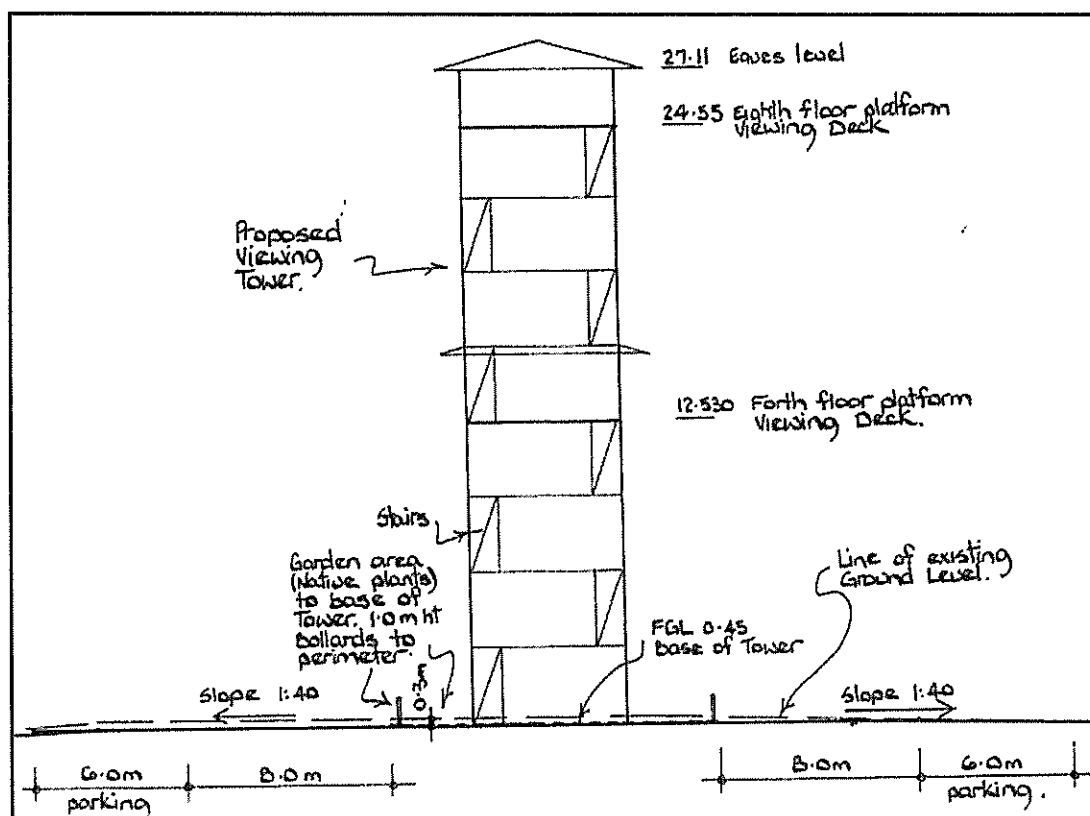 27.11 Eaves level
24.55 Eighth floor platform
Viewing Deck
Proposed
Viewing
Tower.
12.530 Forth floor platform
Viewing Deck.
Stairs
Garden area
(Native plants)
to base of
Tower. 1.0m ht
Bollards to
perimeter.
0.3m
Line of existing
Ground Level.
FGL 0.45
Base of Tower
Slope 1:40
Slope 1:40
6.0m
parking
8.0m
8.0m
6.0m
parking.